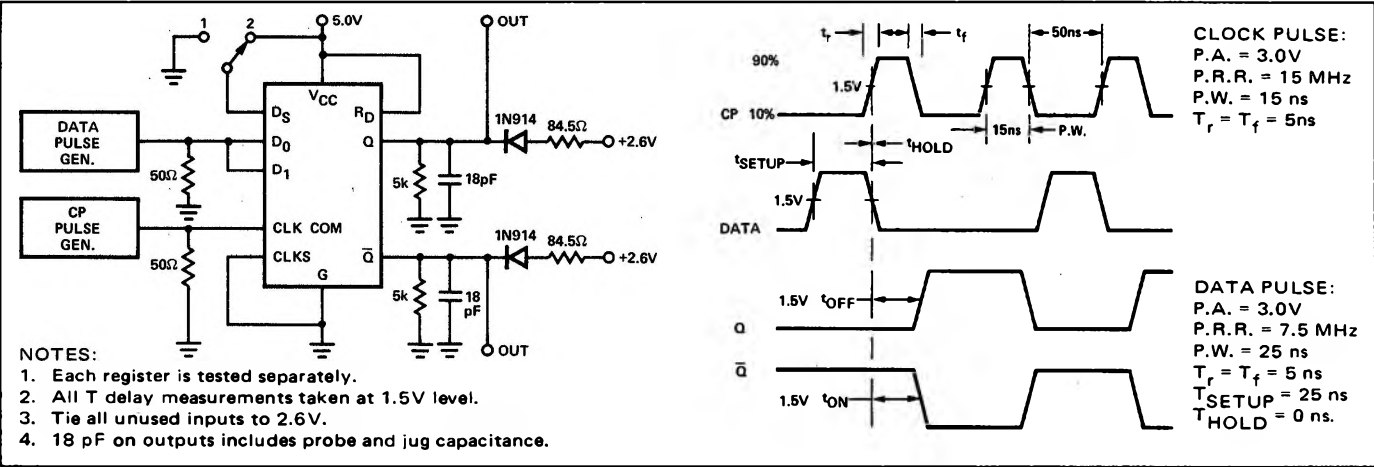 1
2
5.0V
OUT
VCC
DS
RD
DATA
PULSE
GEN.
D0
Q
1N914
84.5Ω
+2.6V
50Ω
D1
5k
18pF
CP
PULSE
GEN.
CLK COM
50Ω
CLKS
Q̅
1N914
84.5Ω
+2.6V
G
5k
18
pF
OUT
NOTES:
1. Each register is tested separately.
2. All T delay measurements taken at 1.5V level.
3. Tie all unused inputs to 2.6V.
4. 18 pF on outputs includes probe and jug capacitance.
tr
tf
50ns
90%
1.5V
CP 10%
15ns
P.W.
tHOLD
tSETUP
1.5V
DATA
1.5V tOFF
Q
Q̅
1.5V tON
CLOCK PULSE:
P.A. = 3.0V
P.R.R. = 15 MHz
P.W. = 15 ns
Tr = Tf = 5ns
DATA PULSE:
P.A. = 3.0V
P.R.R. = 7.5 MHz
P.W. = 25 ns
Tr = Tf = 5 ns
TSETUP = 25 ns
THOLD = 0 ns.